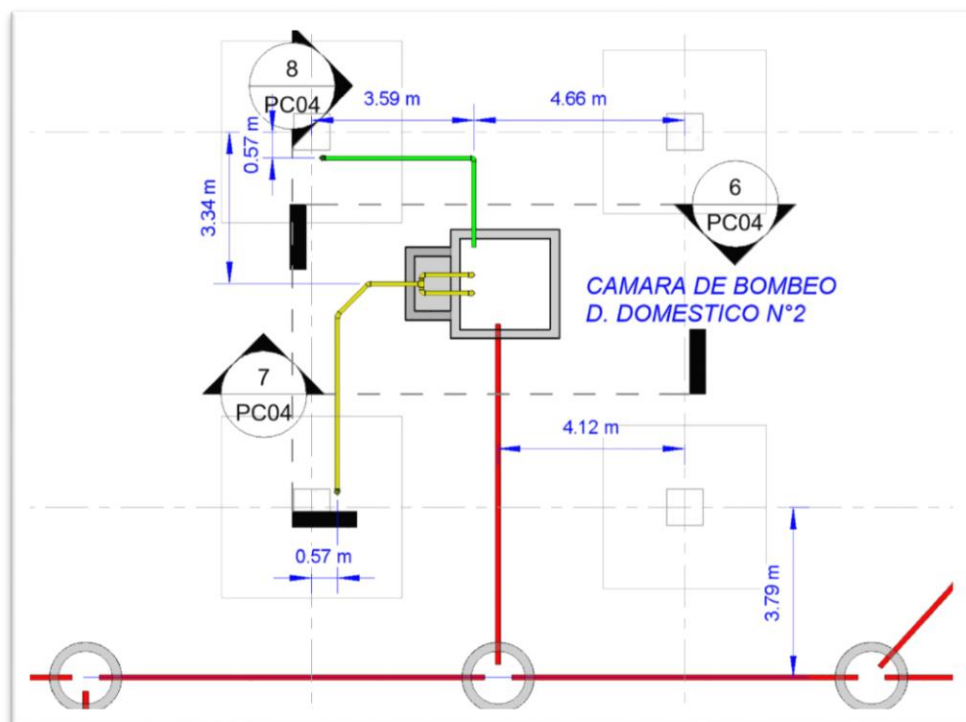 8
PC04
3.59 m
4.66 m
0.57 m
3.34 m
6
PC04
CAMARA DE BOMBEO
D. DOMESTICO N°2
7
PC04
4.12 m
0.57 m
3.79 m